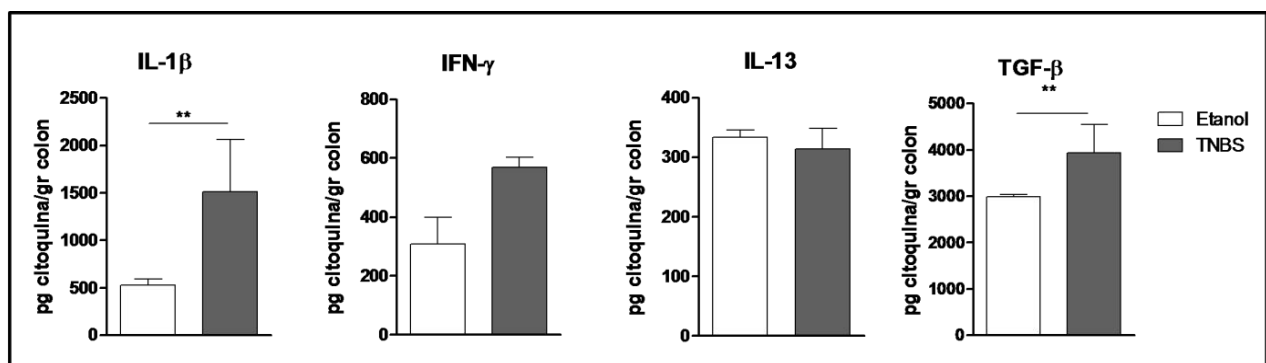 IL-1β
pg citoquina/gr colon
2500
2000
1500
1000
500
0
**
IFN-γ
pg citoquina/gr colon
800
600
400
200
0
IL-13
pg citoquina/gr colon
400
300
200
100
0
TGF-β
pg citoquina/gr colon
5000
4000
3000
2000
1000
0
**
Etanol
TNBS